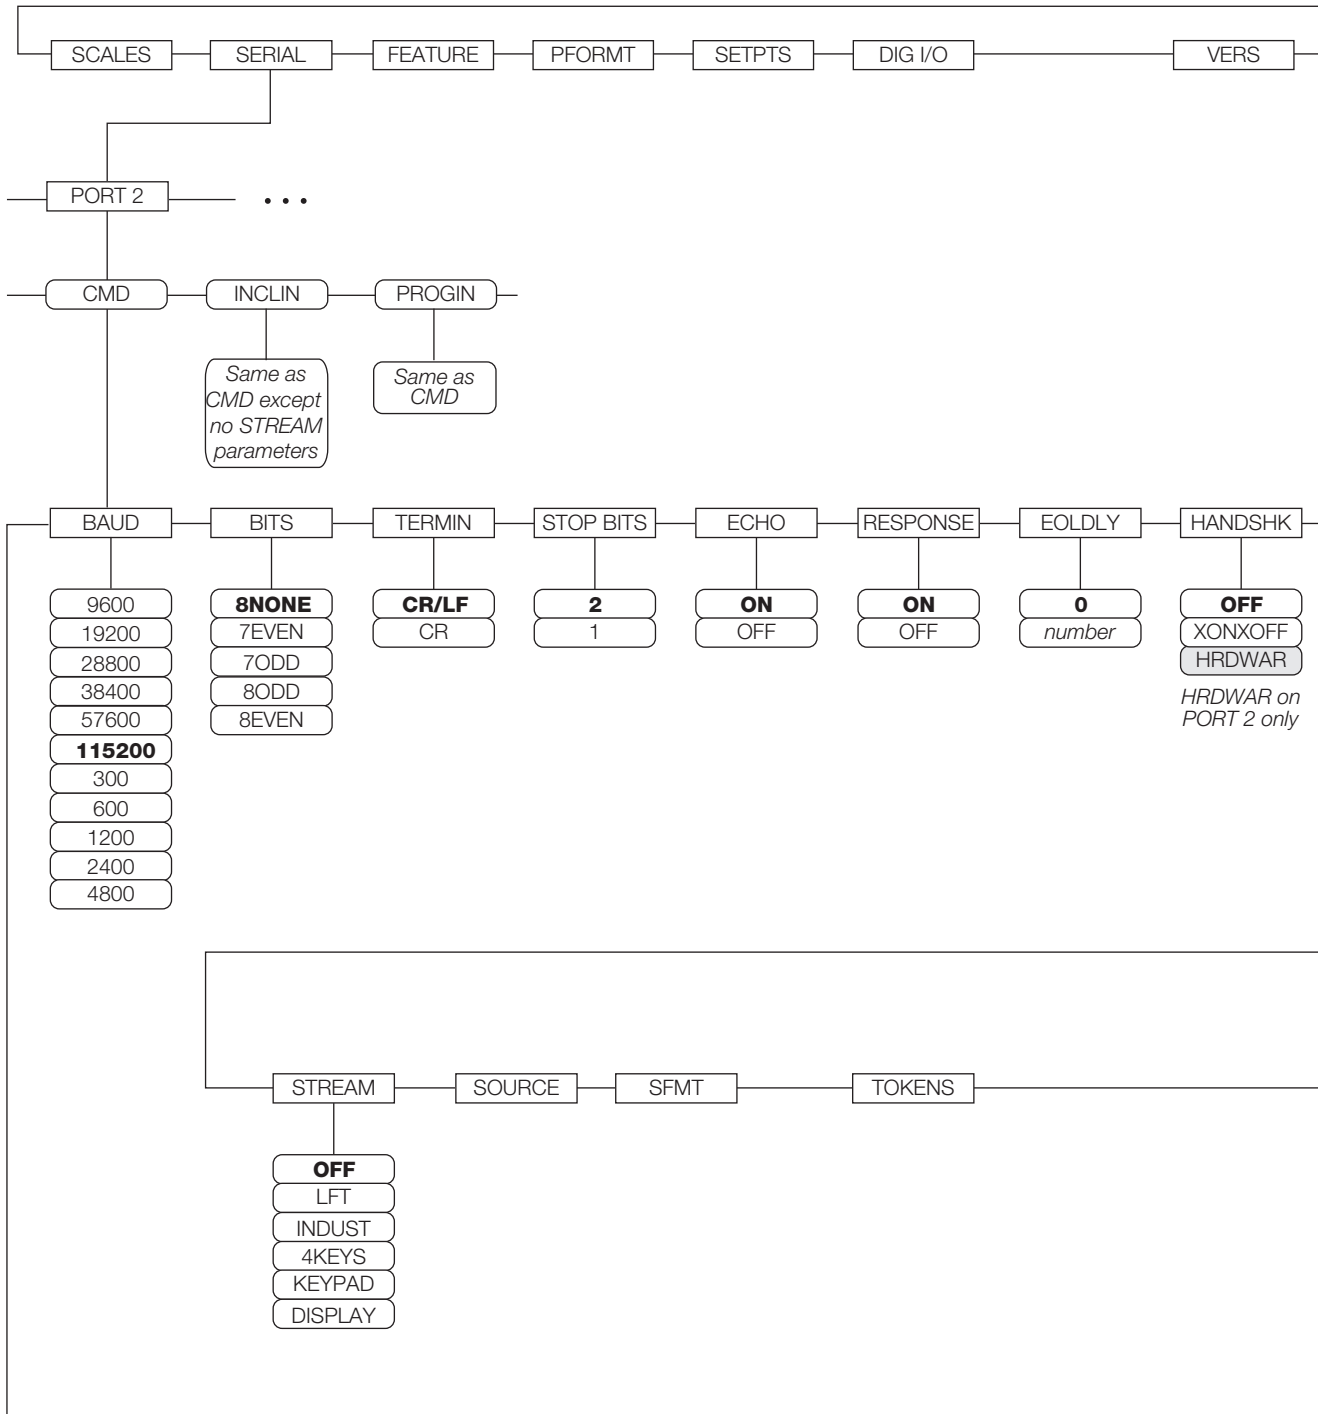 SCALES SERIAL FEATURE PFORMT SETPTS DIG I/O VERS
PORT 2 • • •
CMD INCLIN PROGIN
Same as
CMD except
no STREAM
parameters
Same as
CMD
BAUD BITS TERMIN STOP BITS ECHO RESPONSE EOLDLY HANDSHK
9600 8NONE CR/LF 2 ON ON 0 OFF
19200 7EVEN CR 1 OFF OFF number XONXOFF
28800 7ODD HRDWAR
38400 8ODD
57600 8EVEN
HRDWAR on
PORT 2 only
115200
300
600
1200
2400
4800
STREAM SOURCE SFMT TOKENS
OFF
LFT
INDUST
4KEYS
KEYPAD
DISPLAY